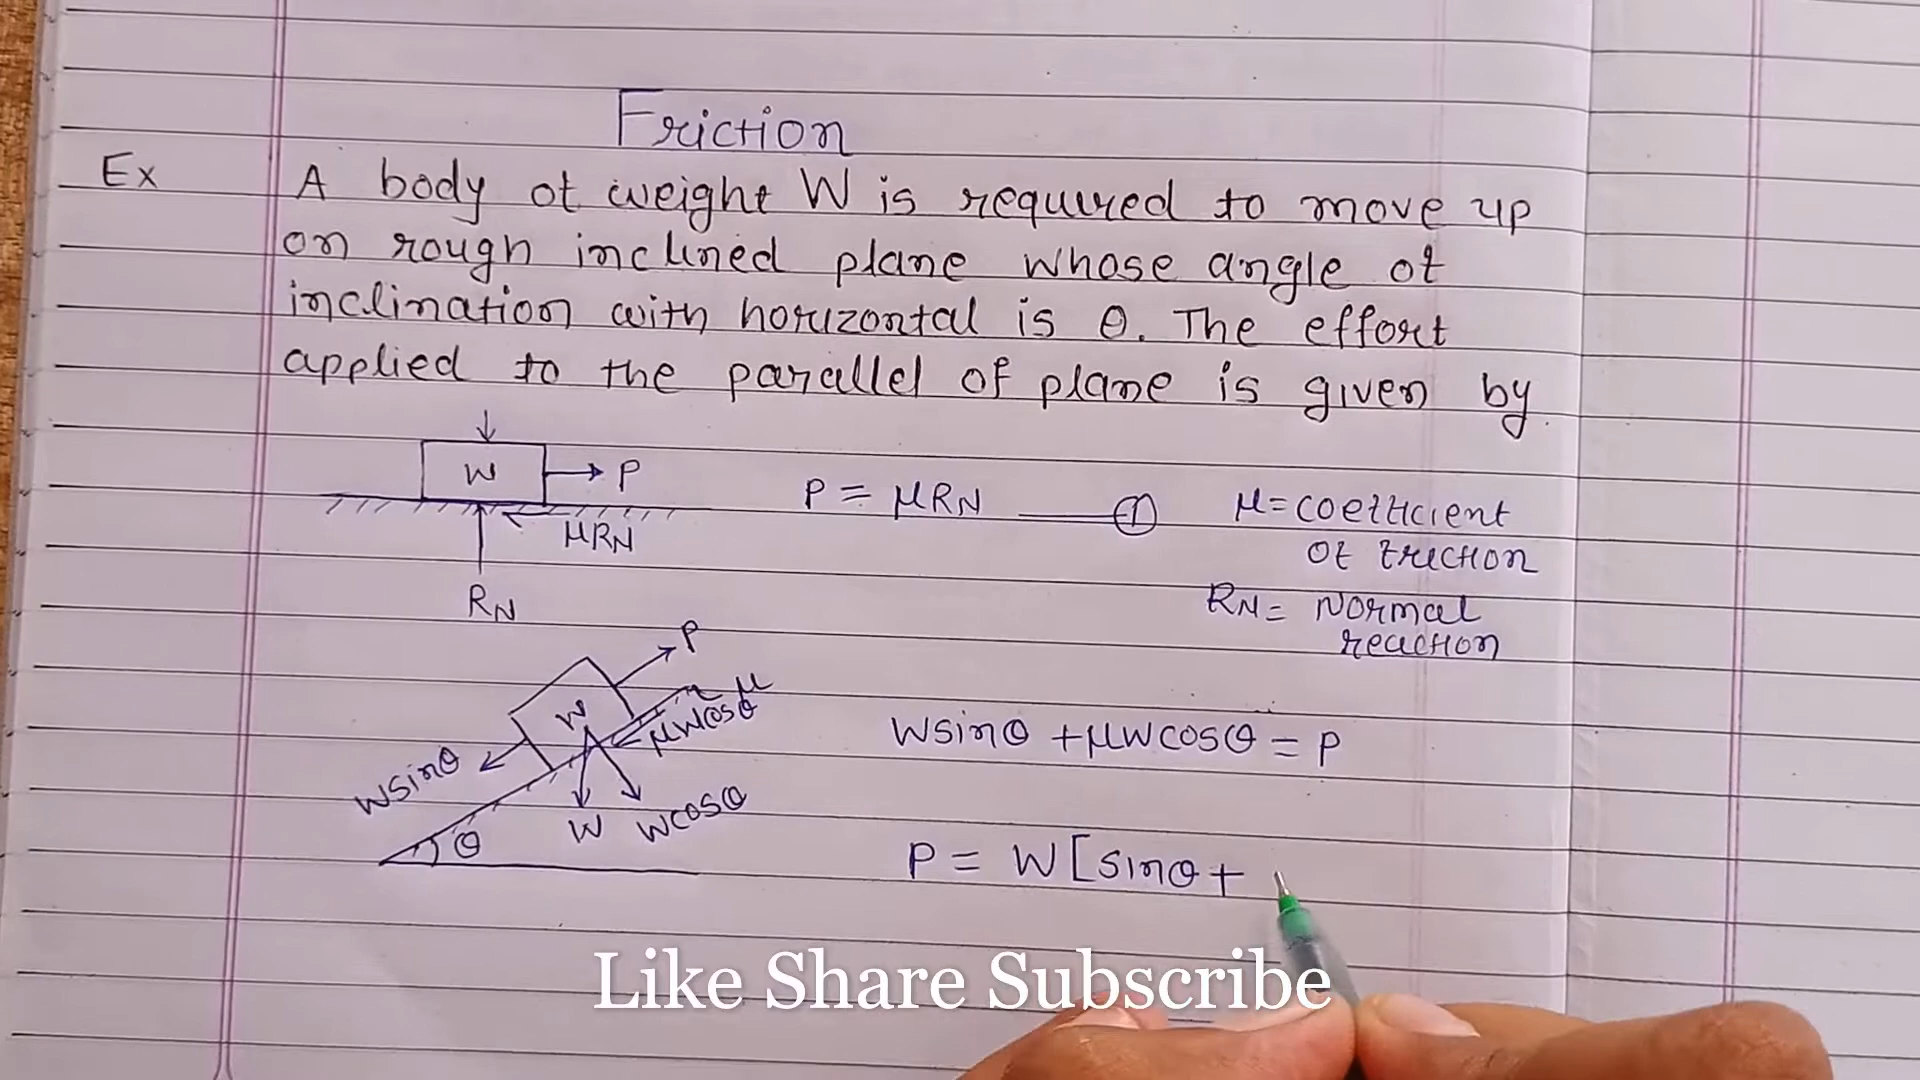 Friction
Ex A body of weight W is required to move up
on rough inclined plane whose angle of
inclination with horizontal is θ. The effort
applied to the parallel of plane is given by.
W P
μRN
RN
P = μRN ① μ = coefficient
of friction
RN = Normal
reaction
P
μ
W
μWcosθ
Wsinθ
W Wcosθ
θ
Wsinθ + μWcosθ = P
P = W[sinθ +
Like Share Subscribe